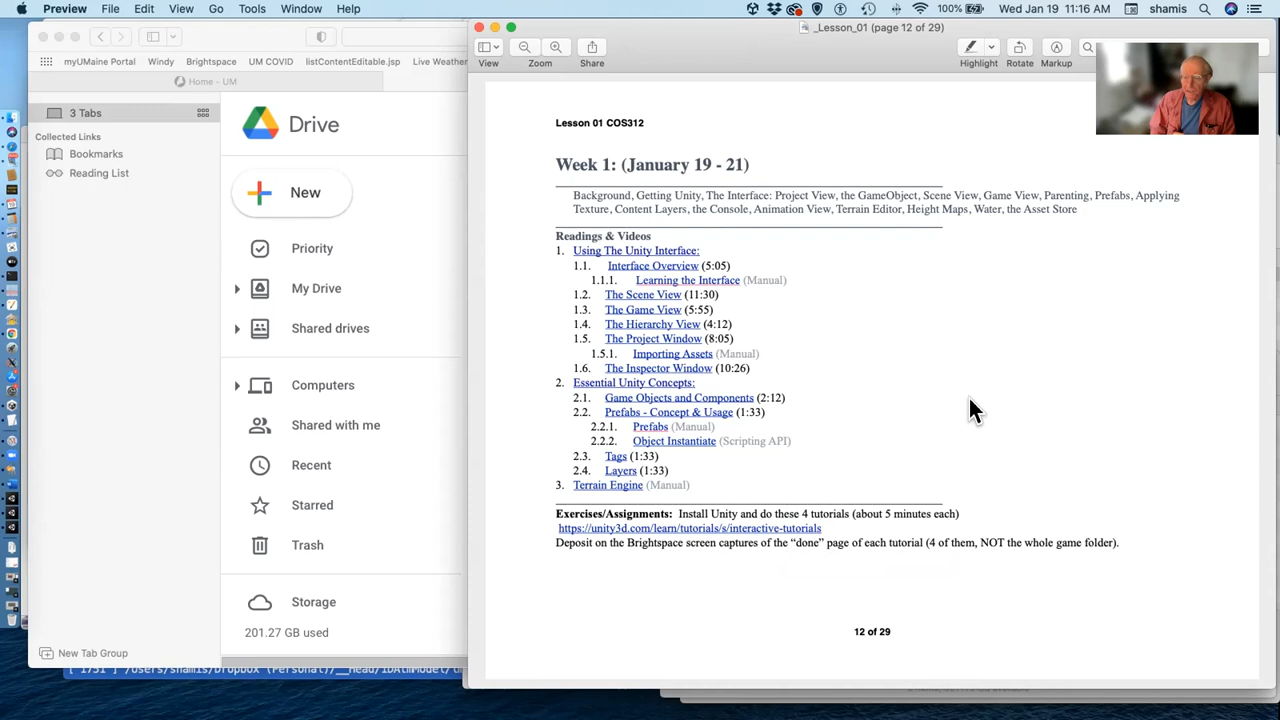 Preview File Edit View Go Tools Window Help
100% Wed Jan 19 11:16 AM shamis
_Lesson_01 (page 12 of 29)
View Zoom Share Highlight Rotate Markup
myUMaine Portal Windy Brightspace UM COVID listContentEditable.jsp Live Weather
Home - UM
3 Tabs
Collected Links
Bookmarks
Reading List
New Tab Group
Drive
New
Priority
My Drive
Shared drives
Computers
Shared with me
Recent
Starred
Trash
Storage
201.27 GB used
Lesson 01 COS312
Week 1: (January 19 - 21)
Background, Getting Unity, The Interface: Project View, the GameObject, Scene View, Game View, Parenting, Prefabs, Applying
Texture, Content Layers, the Console, Animation View, Terrain Editor, Height Maps, Water, the Asset Store
Readings & Videos
1. Using The Unity Interface:
1.1. Interface Overview (5:05)
1.1.1. Learning the Interface (Manual)
1.2. The Scene View (11:30)
1.3. The Game View (5:55)
1.4. The Hierarchy View (4:12)
1.5. The Project Window (8:05)
1.5.1. Importing Assets (Manual)
1.6. The Inspector Window (10:26)
2. Essential Unity Concepts:
2.1. Game Objects and Components (2:12)
2.2. Prefabs - Concept & Usage (1:33)
2.2.1. Prefabs (Manual)
2.2.2. Object Instantiate (Scripting API)
2.3. Tags (1:33)
2.4. Layers (1:33)
3. Terrain Engine (Manual)
Exercises/Assignments: Install Unity and do these 4 tutorials (about 5 minutes each)
https://unity3d.com/learn/tutorials/s/interactive-tutorials
Deposit on the Brightspace screen captures of the “done” page of each tutorial (4 of them, NOT the whole game folder).
12 of 29